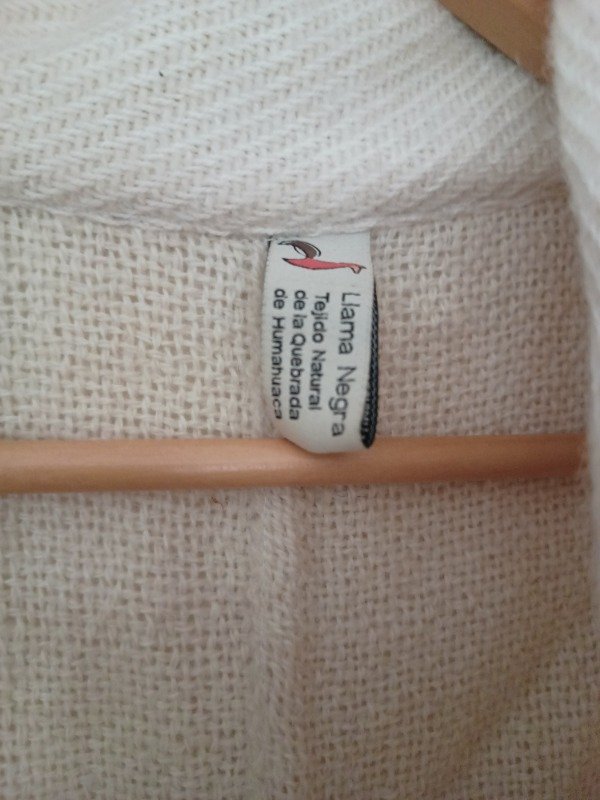 Llama Negra
Tejido Natural
de la Quebrada
de Humahuaca